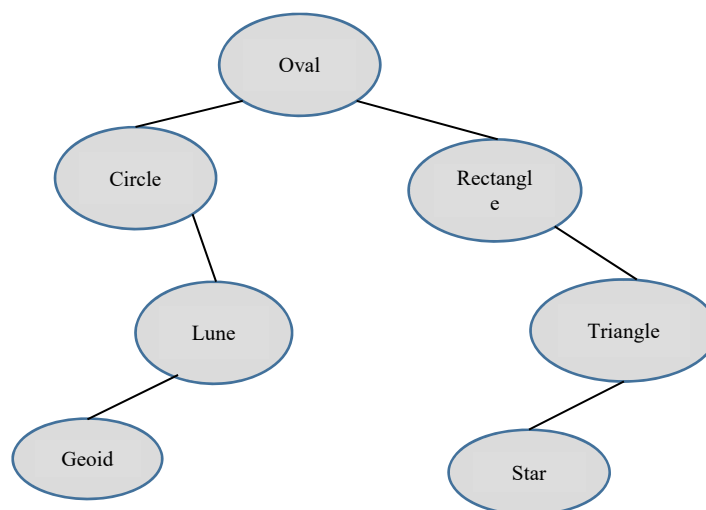 Oval
Circle
Rectangl
e
Lune
Triangle
Geoid
Star